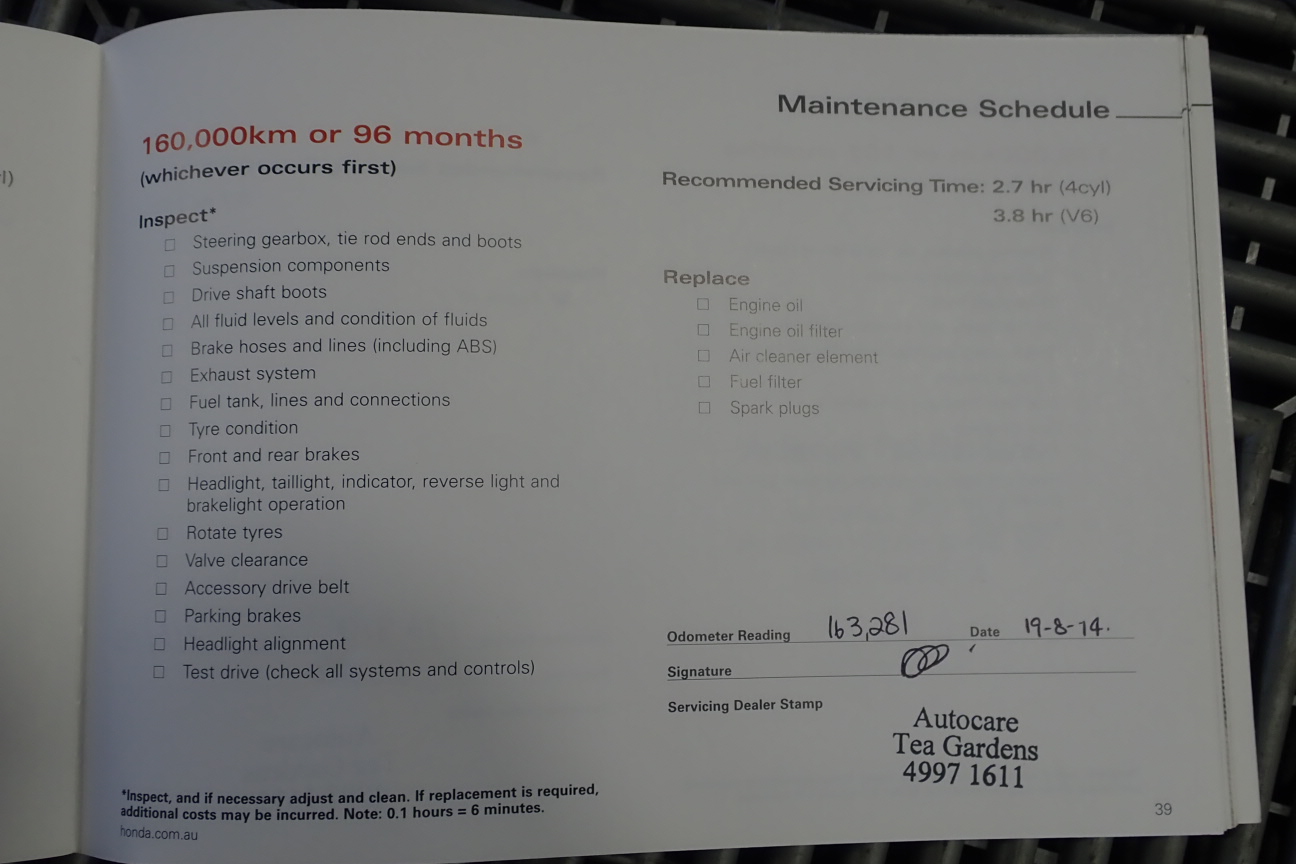 l)
Maintenance Schedule
160,000km or 96 months
(whichever occurs first)
Inspect*
Steering gearbox, tie rod ends and boots
Suspension components
Drive shaft boots
All fluid levels and condition of fluids
Brake hoses and lines (including ABS)
Exhaust system
Fuel tank, lines and connections
Tyre condition
Front and rear brakes
Headlight, taillight, indicator, reverse light and
brakelight operation
Rotate tyres
Valve clearance
Accessory drive belt
Parking brakes
Headlight alignment
Test drive (check all systems and controls)
*Inspect, and if necessary adjust and clean. If replacement is required,
additional costs may be incurred. Note: 0.1 hours = 6 minutes.
honda.com.au
Recommended Servicing Time: 2.7 hr (4cyl)
3.8 hr (V6)
Replace
Engine oil
Engine oil filter
Air cleaner element
Fuel filter
Spark plugs
Odometer Reading 163,281 Date 19-8-14.
Signature
Servicing Dealer Stamp
Autocare
Tea Gardens
4997 1611
39